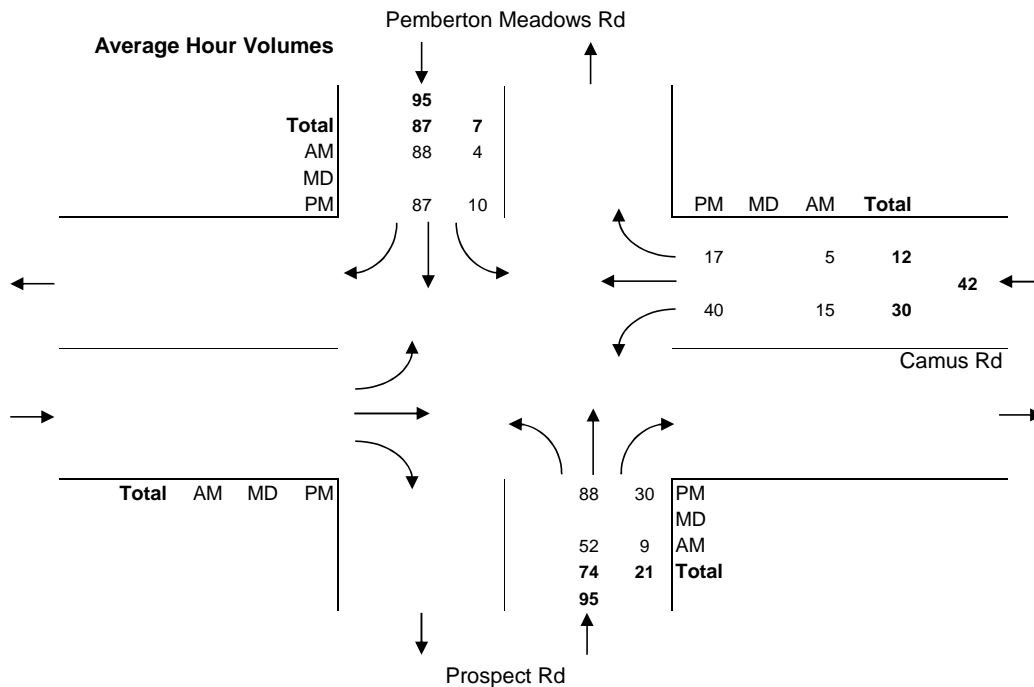 Pemberton Meadows Rd
Average Hour Volumes
95
Total 87 7
AM 88 4
MD
PM 87 10
PM MD AM Total
17 5 12
42
40 15 30
Camus Rd
Total AM MD PM
88 30 PM
MD
52 9 AM
74 21 Total
95
Prospect Rd